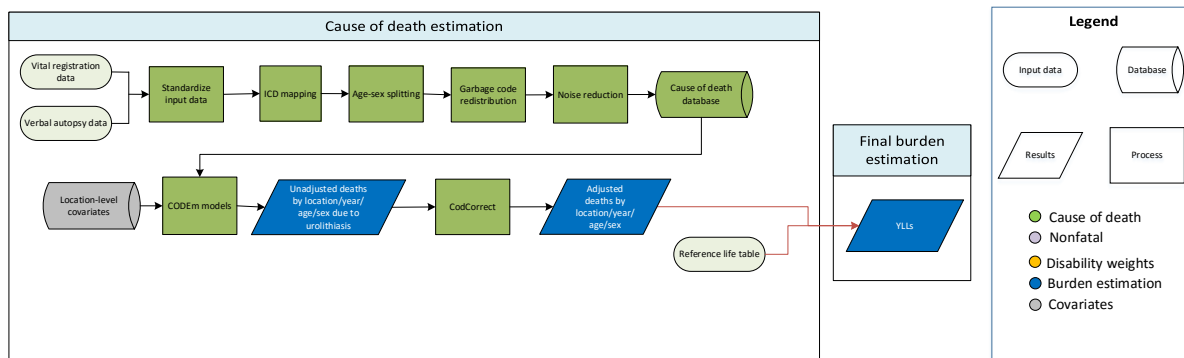 Cause of death estimation
Vital registration
data
Verbal autopsy data
Standardize
input data
ICD mapping
Age-sex splitting
Garbage code
redistribution
Noise reduction
Cause of death
database
Location-level
covariates
CODEm models
Unadjusted deaths
by location/year/
age/sex due to
urolithiasis
CodCorrect
Adjusted
deaths by
location/year/
age/sex
Reference life table
Final burden
estimation
YLLs
Legend
Input data
Database
Results
Process
Cause of death
Nonfatal
Disability weights
Burden estimation
Covariates